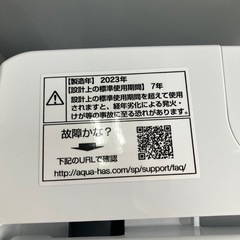 【製造年】2023年
【設計上の標準使用期間】7年
設計上の標準使用期間を超えて使用
されますと、経年劣化による発火・
けが等の事故に至る恐れがあります。
故障かな？
下記のURLで確認
http://aqua-has.com/sp/support/faq/